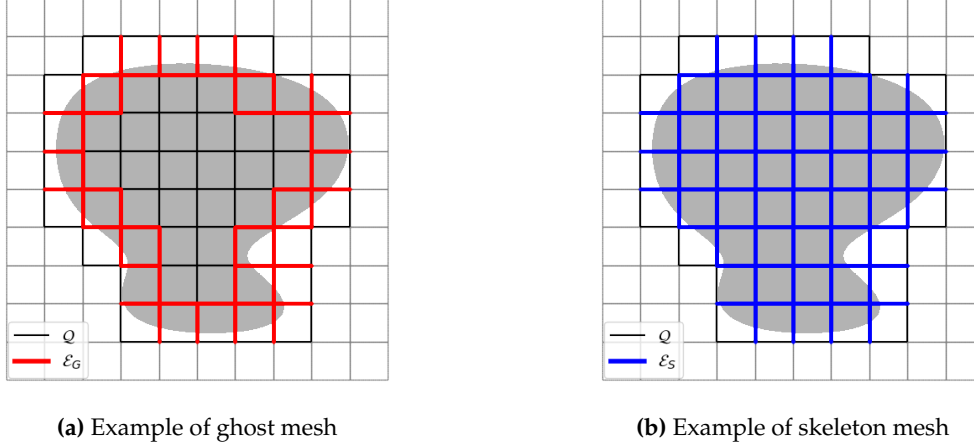 𝒬
ℰ_G
𝒬
ℰ_S
(a) Example of ghost mesh
(b) Example of skeleton mesh